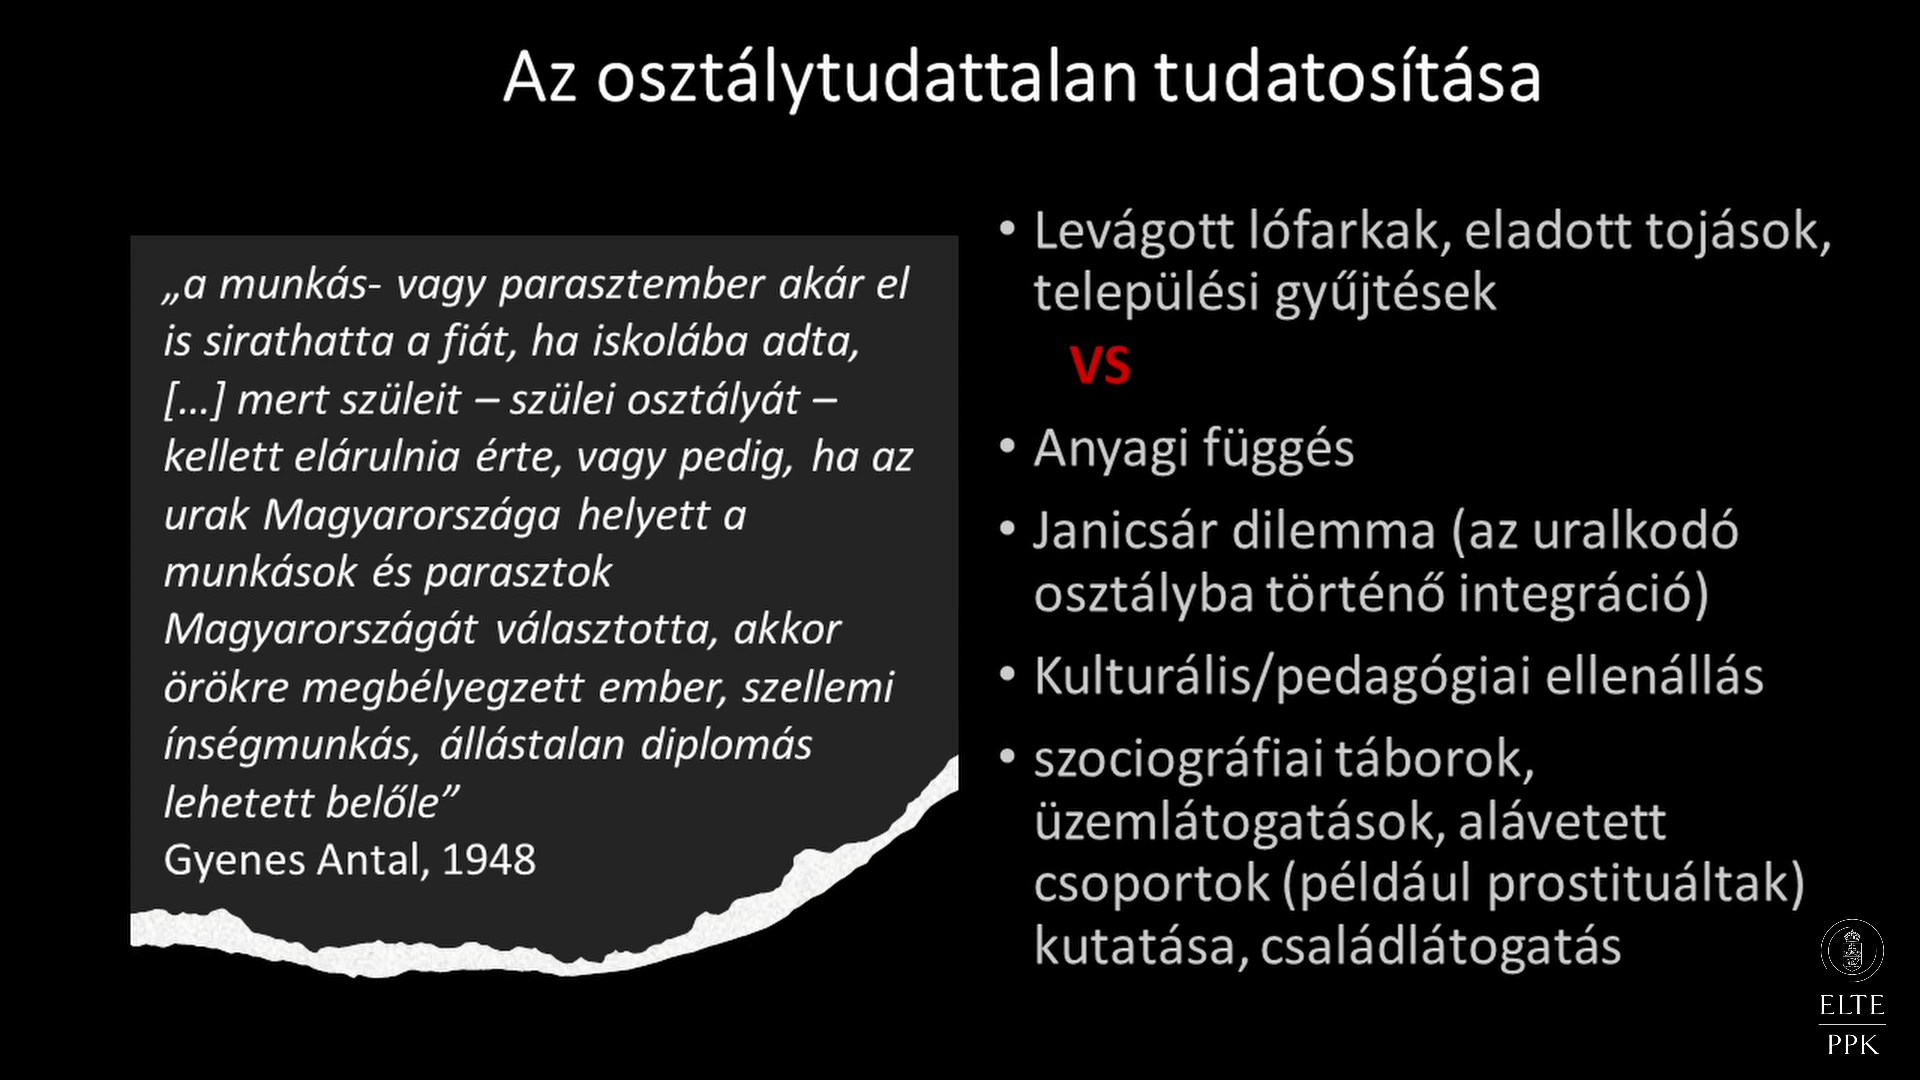 Az osztálytudattalan tudatosítása
„a munkás- vagy parasztember akár el
is sirathatta a fiát, ha iskolába adta,
[…] mert szüleit – szülei osztályát –
kellett elárulnia érte, vagy pedig, ha az
urak Magyarországa helyett a
munkások és parasztok
Magyarországát választotta, akkor
örökre megbélyegzett ember, szellemi
ínségmunkás, állástalan diplomás
lehetett belőle”
Gyenes Antal, 1948
• Levágott lófarkak, eladott tojások,
települési gyűjtések
VS
• Anyagi függés
• Janicsár dilemma (az uralkodó
osztályba történő integráció)
• Kulturális/pedagógiai ellenállás
• szociográfiai táborok,
üzemlátogatások, alávetett
csoportok (például prostituáltak)
kutatása, családlátogatás
ELTE
PPK